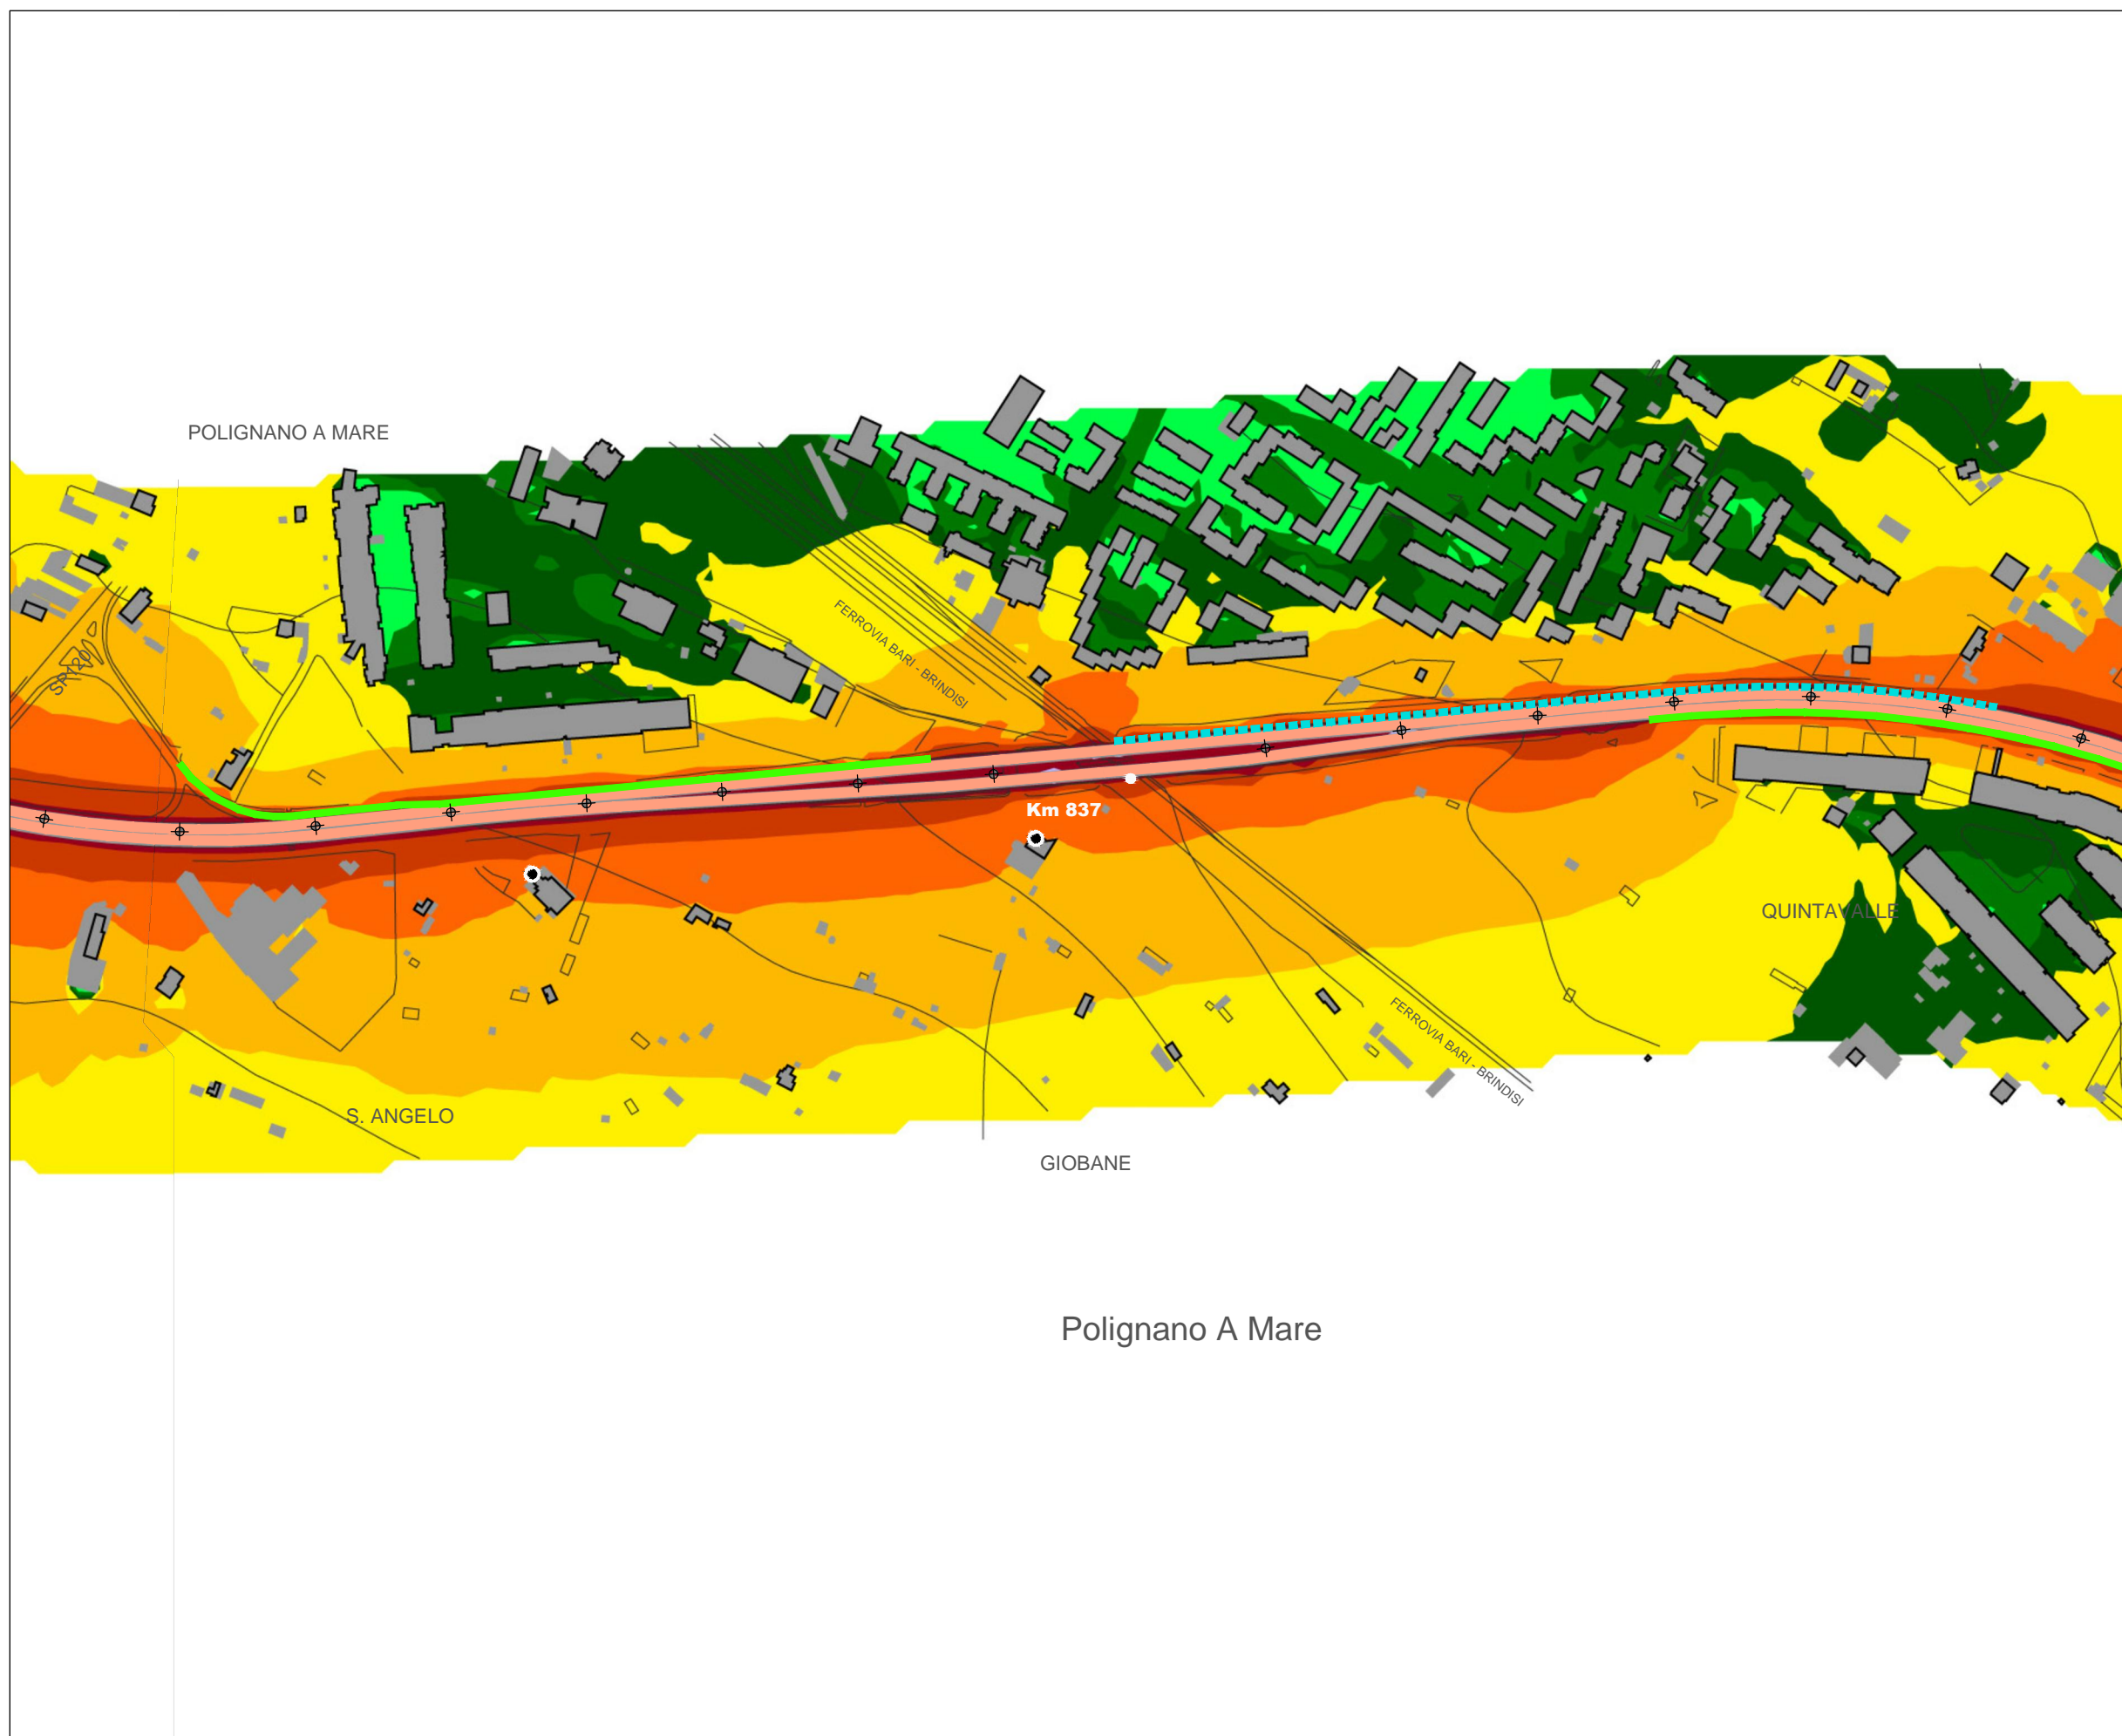 POLIGNANO A MARE
FERROVIA BARI - BRINDISI
SP120
Km 837
QUINTAVALLE
FERROVIA BARI - BRINDISI
S. ANGELO
GIOBANE
Polignano A Mare